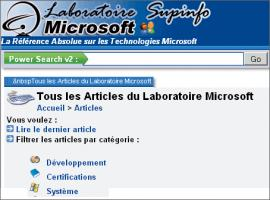 Laboratoire Supinfo
Microsoft
La Référence Absolue sur les Technologies Microsoft
Power Search v2 : Go
AnbspTous les Articles du Laboratoire Microsoft
Tous les Articles du Laboratoire Microsoft
Accueil > Articles
Vous voulez :
Lire le dernier article
Filtrer les articles par catégorie :
Développement
Certifications
Système